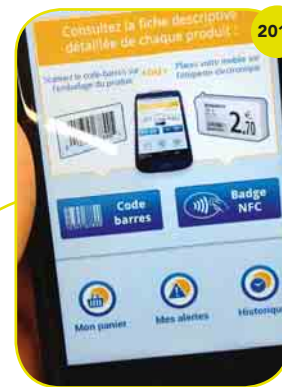 Consultez la fiche descriptive
détaillée de chaque produit :
201
Scannez le code-barres sur
l'emballage du produit
« OU »
Placez votre mobile sur
l'étiquette électronique
2.70
Code
barres
Badge
NFC
Mon panier
Mes alertes
Historique